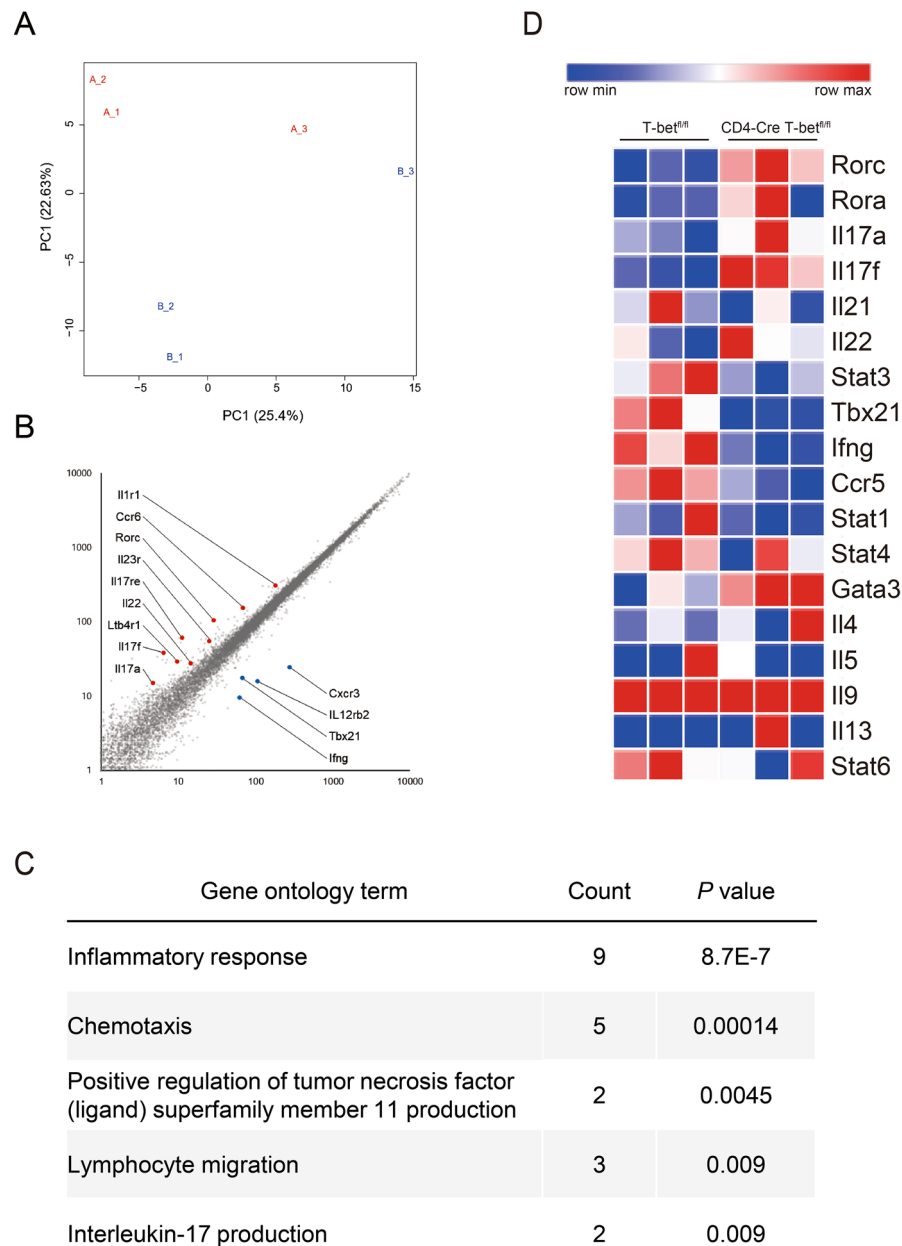 A
A_2
A_1
A_3
B_3
B_2
B_1
5
0
−5
−10
PC1 (22.63%)
−5
0
5
10
15
PC1 (25.4%)
B
10000
1000
100
10
1
Il1r1
Ccr6
Rorc
Il23r
Il17re
Il22
Ltb4r1
Il17f
Il17a
Cxcr3
IL12rb2
Tbx21
Ifng
1
10
100
1000
10000
D
row min
row max
T-betfl/fl
CD4-Cre T-betfl/fl
Rorc
Rora
Il17a
Il17f
Il21
Il22
Stat3
Tbx21
Ifng
Ccr5
Stat1
Stat4
Gata3
Il4
Il5
Il9
Il13
Stat6
C
Gene ontology term Count P value
Inflammatory response 9 8.7E-7
Chemotaxis 5 0.00014
Positive regulation of tumor necrosis factor
(ligand) superfamily member 11 production 2 0.0045
Lymphocyte migration 3 0.009
Interleukin-17 production 2 0.009